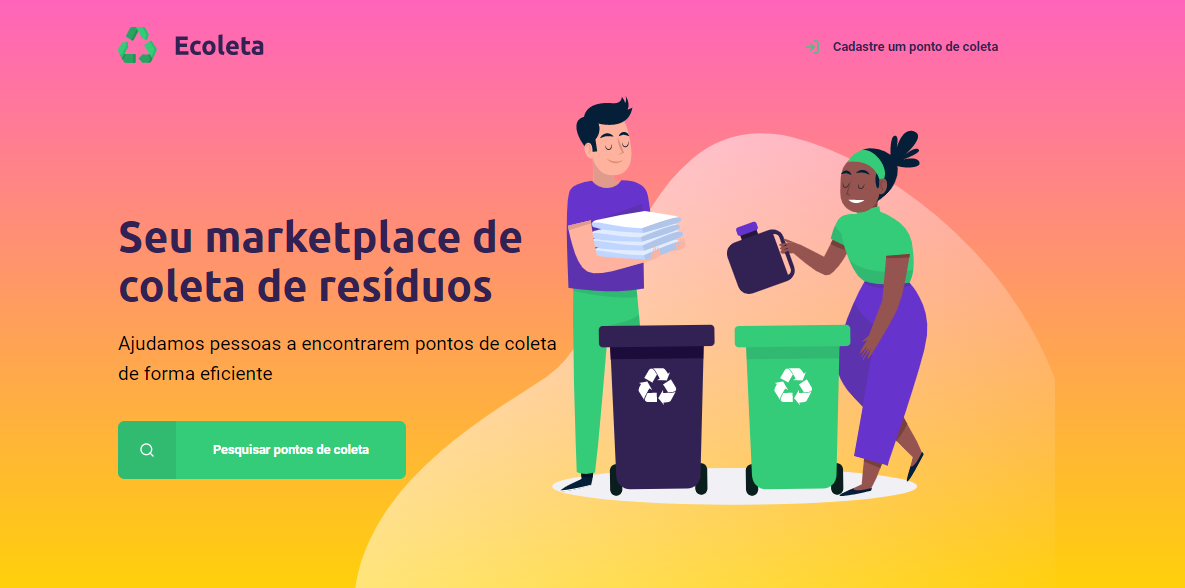 Ecoleta
Cadastre um ponto de coleta
Seu marketplace de
coleta de resíduos
Ajudamos pessoas a encontrarem pontos de coleta
de forma eficiente
Pesquisar pontos de coleta